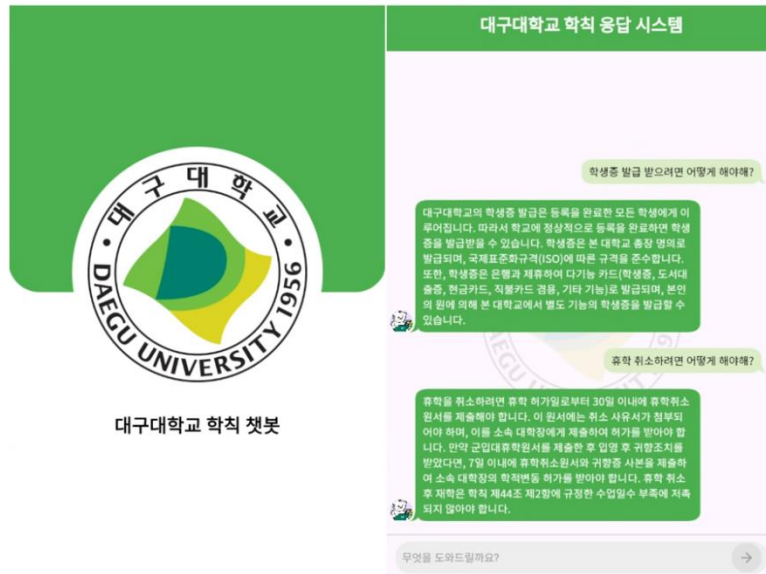 대구대학교
DAEGU UNIVERSITY 1956
대구대학교 학칙 챗봇
대구대학교 학칙 응답 시스템
학생증 발급 받으려면 어떻게 해야해?
대구대학교의 학생증 발급은 등록을 완료한 모든 학생에게 이
루어집니다. 따라서 학교에 정상적으로 등록을 완료하면 학생
증을 발급받을 수 있습니다. 학생증은 본 대학교 총장 명의로
발급되며, 국제표준화규격(ISO)에 따른 규격을 준수합니다.
또한, 학생증은 은행과 제휴하여 다기능 카드(학생증, 도서대
출증, 현금카드, 직불카드 겸용, 기타 기능)로 발급되며, 본인
의 원에 의해 본 대학교에서 별도 기능의 학생증을 발급할 수
있습니다.
휴학 취소하려면 어떻게 해야해?
휴학을 취소하려면 휴학 허가일로부터 30일 이내에 휴학취소
원서를 제출해야 합니다. 이 원서에는 취소 사유서가 첨부되
어야 하며, 이를 소속 대학장에게 제출하여 허가를 받아야 합
니다. 만약 군입대휴학원서를 제출한 후 입영 후 귀향조치를
받았다면, 7일 이내에 휴학취소원서와 귀향증 사본을 제출하
여 소속 대학장의 학적변동 허가를 받아야 합니다. 휴학 취소
후 재학은 학칙 제44조 제2항에 규정한 수업일수 부족에 저촉
되지 않아야 합니다.
무엇을 도와드릴까요?